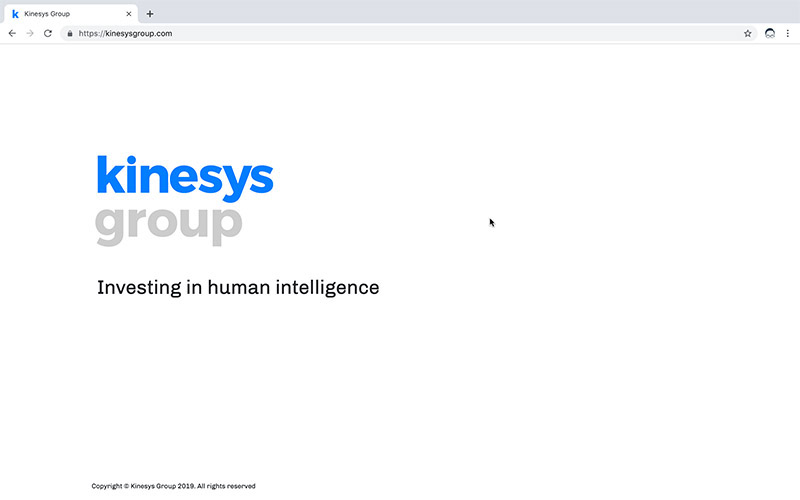 k Kinesys Group
https://kinesysgroup.com
kinesys
group
Investing in human intelligence
Copyright © Kinesys Group 2019. All rights reserved